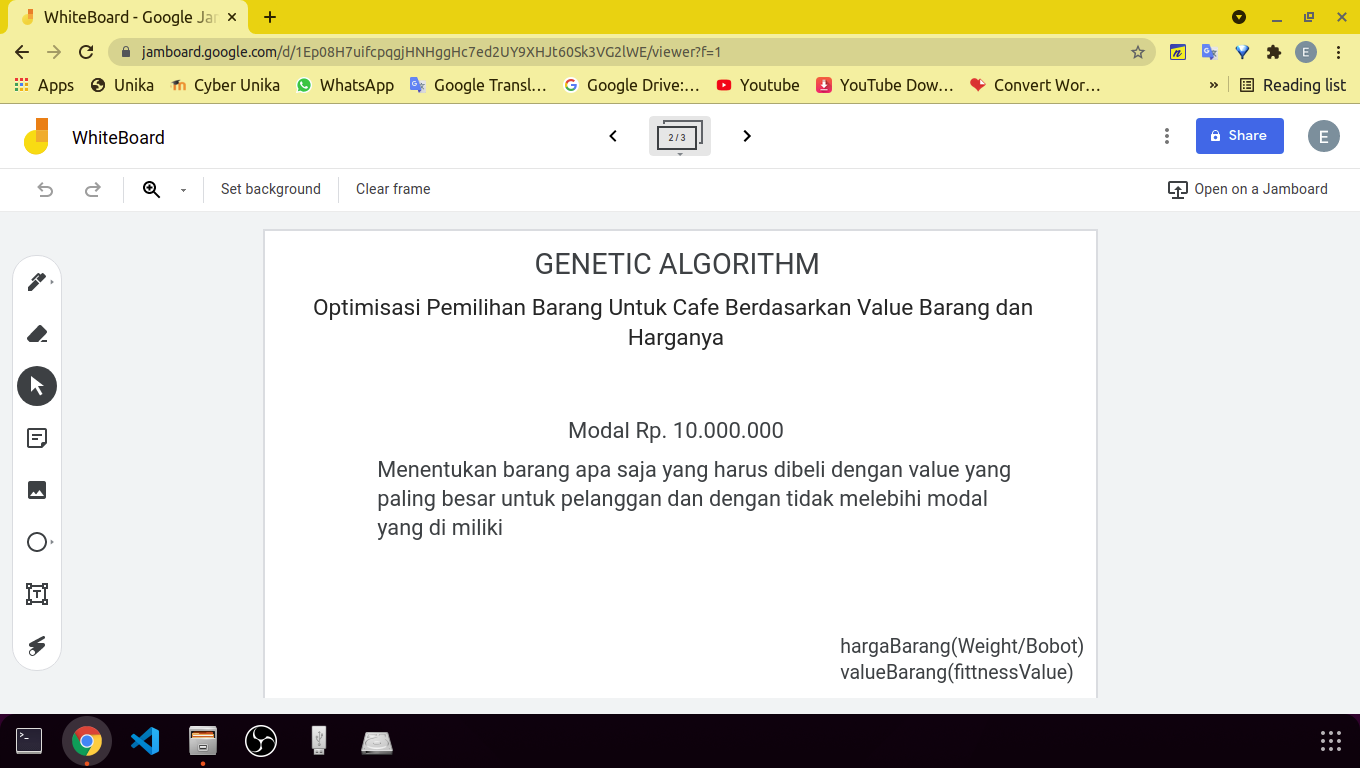 WhiteBoard - Google Jar
jamboard.google.com/d/1Ep08H7uifcpqgjHNHggHc7ed2UY9XHJt60Sk3VG2lWE/viewer?f=1
E
Apps
Unika
Cyber Unika
WhatsApp
Google Transl...
Google Drive:...
Youtube
YouTube Dow...
Convert Wor...
»
Reading list
WhiteBoard
2 / 3
Share
E
Set background
Clear frame
Open on a Jamboard
GENETIC ALGORITHM
Optimisasi Pemilihan Barang Untuk Cafe Berdasarkan Value Barang dan
Harganya
Modal Rp. 10.000.000
Menentukan barang apa saja yang harus dibeli dengan value yang
paling besar untuk pelanggan dan dengan tidak melebihi modal
yang di miliki
hargaBarang(Weight/Bobot)
valueBarang(fittnessValue)